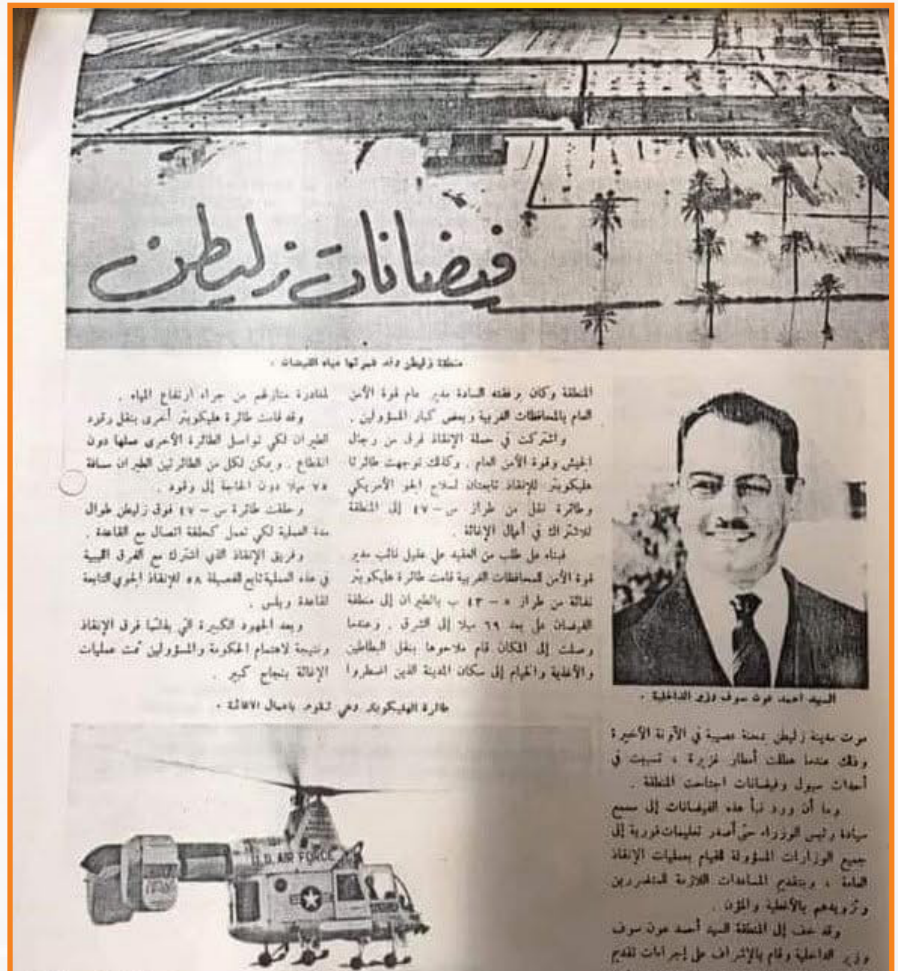 فيضانات زليطن
منطقة زليطن وقد غمرتها مياه الفيضات .
السيد احمد عون سوف وزير الداخلية .
مرت مدينة زليطن بمحنة عصيبة في الآونة الأخيرة
وذلك عندما هطلت أمطار غزيرة ، تسببت في
أحداث سيول وفيضانات اجتاحت المنطقة .
وما أن ورد نبأ هذه الفيضانات إلى سمع
سيادة رئيس الوزراء حتى أصدر تعليمات فورية إلى
جميع الوزارات المسؤولة للقيام بعمليات الإنقاذ
العامة ، وبتقديم المساعدات اللازمة للمتضررين
وتزويدهم بالأغطية والمؤن .
وقد خف إلى المنطقة السيد أحمد عون سوف
وزير الداخلية وقام بالإشراف على إجراءات تقديم
المنطقة وكان رفقته السادة مدير عام قوة الأمن
العام بالمحافظات الغربية وبعض كبار المسؤولين .
واشتركت في حملة الإنقاذ فرق من رجال
الجيش وقوة الأمن العام . وكذلك توجهت طائرتا
هليكوبتر للإنقاذ تابعتان لسلاح الجو الأمريكي
وطائرة نقل من طراز س – ٤٧ إلى المنطقة
للاشتراك في أعمال الإغاثة .
فبناء على طلب من العقيد علي عقيل نائب مدير
قوة الأمن للمحافظات الغربية قامت طائرة هليكوبتر
نفاثة من طراز ٥ – ٤٣ ب بالطيران إلى منطقة
الفيضان على بعد ٦٩ ميلا إلى الشرق . وعندما
وصلت إلى المكان قام ملاحوها بنقل البطاطين
والأغذية والخيام إلى سكان المدينة الذين اضطروا
لمغادرة منازلهم من جراء ارتفاع المياه .
وقد قامت طائرة هليكوبتر أخرى بنقل وقود
الطيران لكي تواصل الطائرة الأخرى عملها دون
انقطاع . ويمكن لكل من الطائرتين الطيران مسافة
٧٥ ميلا دون الحاجة إلى وقود .
وحلقت طائرة س – ٤٧ فوق زليطن طوال
مدة العملية لكي تعمل كحلقة اتصال مع القاعدة .
وفريق الإنقاذ الذي اشترك مع الفرق الليبية
في هذه العملية تابع للفصيلة ٥٨ للإنقاذ الجوي التابعة
لقاعدة ويلس .
وبعد الجهود الكبيرة التي بذلتها فرق الإنقاذ
ونتيجة لاهتمام الحكومة والمسؤولين تمت عمليات
الإغاثة بنجاح كبير .
طائرة الهليكوبتر وهي تقوم باعمال الاغاثة .
U.S. AIR FORCE